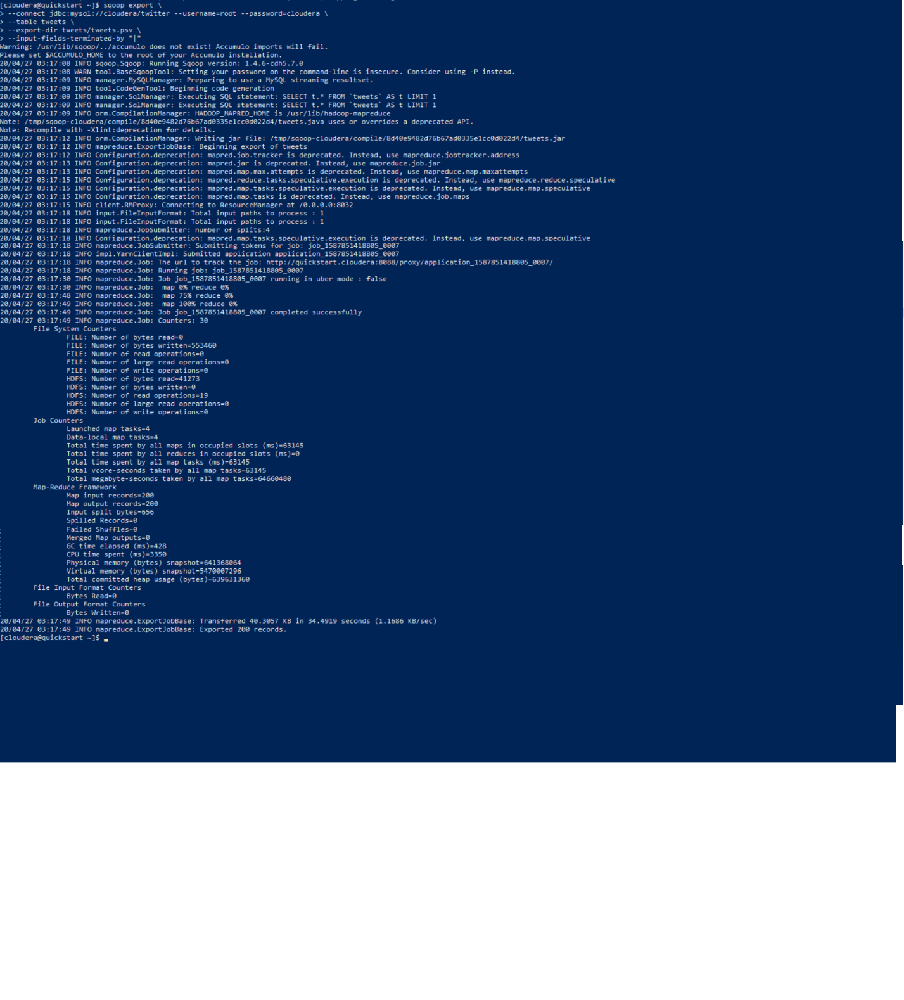 [cloudera@quickstart ~]$ sqoop export \
> --connect jdbc:mysql://cloudera/twitter --username=root --password=cloudera \
> --table tweets \
> --export-dir tweets/tweets.psv \
> --input-fields-terminated-by "|"
Warning: /usr/lib/sqoop/../accumulo does not exist! Accumulo imports will fail.
Please set $ACCUMULO_HOME to the root of your Accumulo installation.
20/04/27 03:17:08 INFO sqoop.Sqoop: Running Sqoop version: 1.4.6-cdh5.7.0
20/04/27 03:17:08 WARN tool.BaseSqoopTool: Setting your password on the command-line is insecure. Consider using -P instead.
20/04/27 03:17:09 INFO manager.MySQLManager: Preparing to use a MySQL streaming resultset.
20/04/27 03:17:09 INFO tool.CodeGenTool: Beginning code generation
20/04/27 03:17:09 INFO manager.SqlManager: Executing SQL statement: SELECT t.* FROM `tweets` AS t LIMIT 1
20/04/27 03:17:09 INFO manager.SqlManager: Executing SQL statement: SELECT t.* FROM `tweets` AS t LIMIT 1
20/04/27 03:17:09 INFO orm.CompilationManager: HADOOP_MAPRED_HOME is /usr/lib/hadoop-mapreduce
Note: /tmp/sqoop-cloudera/compile/8d40e9482d76b67ad0335e1cc0d022d4/tweets.java uses or overrides a deprecated API.
Note: Recompile with -Xlint:deprecation for details.
20/04/27 03:17:12 INFO orm.CompilationManager: Writing jar file: /tmp/sqoop-cloudera/compile/8d40e9482d76b67ad0335e1cc0d022d4/tweets.jar
20/04/27 03:17:12 INFO mapreduce.ExportJobBase: Beginning export of tweets
20/04/27 03:17:12 INFO Configuration.deprecation: mapred.job.tracker is deprecated. Instead, use mapreduce.jobtracker.address
20/04/27 03:17:13 INFO Configuration.deprecation: mapred.jar is deprecated. Instead, use mapreduce.job.jar
20/04/27 03:17:13 INFO Configuration.deprecation: mapred.map.max.attempts is deprecated. Instead, use mapreduce.map.maxattempts
20/04/27 03:17:15 INFO Configuration.deprecation: mapred.reduce.tasks.speculative.execution is deprecated. Instead, use mapreduce.reduce.speculative
20/04/27 03:17:15 INFO Configuration.deprecation: mapred.map.tasks.speculative.execution is deprecated. Instead, use mapreduce.map.speculative
20/04/27 03:17:15 INFO Configuration.deprecation: mapred.map.tasks is deprecated. Instead, use mapreduce.job.maps
20/04/27 03:17:15 INFO client.RMProxy: Connecting to ResourceManager at /0.0.0.0:8032
20/04/27 03:17:18 INFO input.FileInputFormat: Total input paths to process : 1
20/04/27 03:17:18 INFO input.FileInputFormat: Total input paths to process : 1
20/04/27 03:17:18 INFO mapreduce.JobSubmitter: number of splits:4
20/04/27 03:17:18 INFO Configuration.deprecation: mapred.map.tasks.speculative.execution is deprecated. Instead, use mapreduce.map.speculative
20/04/27 03:17:18 INFO mapreduce.JobSubmitter: Submitting tokens for job: job_1587851418805_0007
20/04/27 03:17:18 INFO impl.YarnClientImpl: Submitted application application_1587851418805_0007
20/04/27 03:17:18 INFO mapreduce.Job: The url to track the job: http://quickstart.cloudera:8088/proxy/application_1587851418805_0007/
20/04/27 03:17:18 INFO mapreduce.Job: Running job: job_1587851418805_0007
20/04/27 03:17:30 INFO mapreduce.Job: Job job_1587851418805_0007 running in uber mode : false
20/04/27 03:17:30 INFO mapreduce.Job:  map 0% reduce 0%
20/04/27 03:17:48 INFO mapreduce.Job:  map 75% reduce 0%
20/04/27 03:17:49 INFO mapreduce.Job:  map 100% reduce 0%
20/04/27 03:17:49 INFO mapreduce.Job: Job job_1587851418805_0007 completed successfully
20/04/27 03:17:49 INFO mapreduce.Job: Counters: 30
File System Counters
FILE: Number of bytes read=0
FILE: Number of bytes written=553460
FILE: Number of read operations=0
FILE: Number of large read operations=0
FILE: Number of write operations=0
HDFS: Number of bytes read=41273
HDFS: Number of bytes written=0
HDFS: Number of read operations=19
HDFS: Number of large read operations=0
HDFS: Number of write operations=0
Job Counters
Launched map tasks=4
Data-local map tasks=4
Total time spent by all maps in occupied slots (ms)=63145
Total time spent by all reduces in occupied slots (ms)=0
Total time spent by all map tasks (ms)=63145
Total vcore-seconds taken by all map tasks=63145
Total megabyte-seconds taken by all map tasks=64660480
Map-Reduce Framework
Map input records=200
Map output records=200
Input split bytes=656
Spilled Records=0
Failed Shuffles=0
Merged Map outputs=0
GC time elapsed (ms)=428
CPU time spent (ms)=3350
Physical memory (bytes) snapshot=641368064
Virtual memory (bytes) snapshot=5470007296
Total committed heap usage (bytes)=639631360
File Input Format Counters
Bytes Read=0
File Output Format Counters
Bytes Written=0
20/04/27 03:17:49 INFO mapreduce.ExportJobBase: Transferred 40.3057 KB in 34.4919 seconds (1.1686 KB/sec)
20/04/27 03:17:49 INFO mapreduce.ExportJobBase: Exported 200 records.
[cloudera@quickstart ~]$